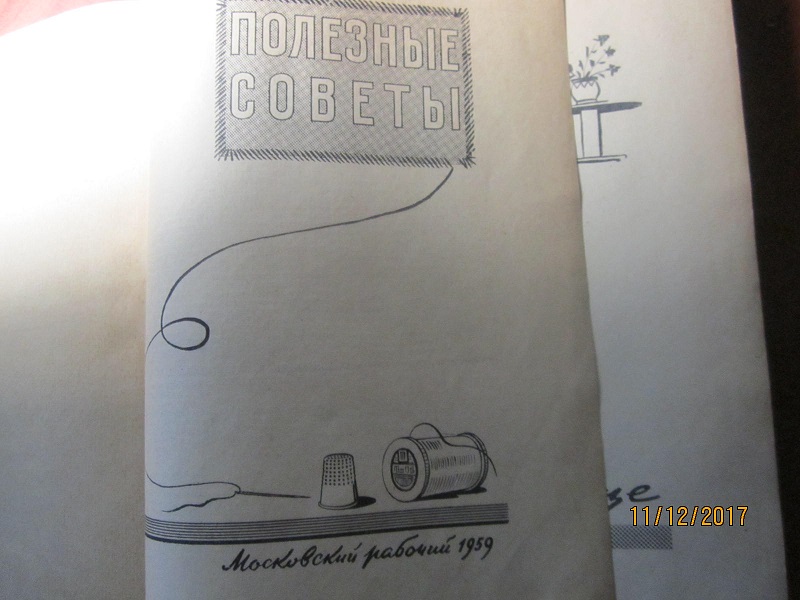 ПОЛЕЗНЫЕ
СОВЕТЫ
Московский рабочий 1959
11/12/2017